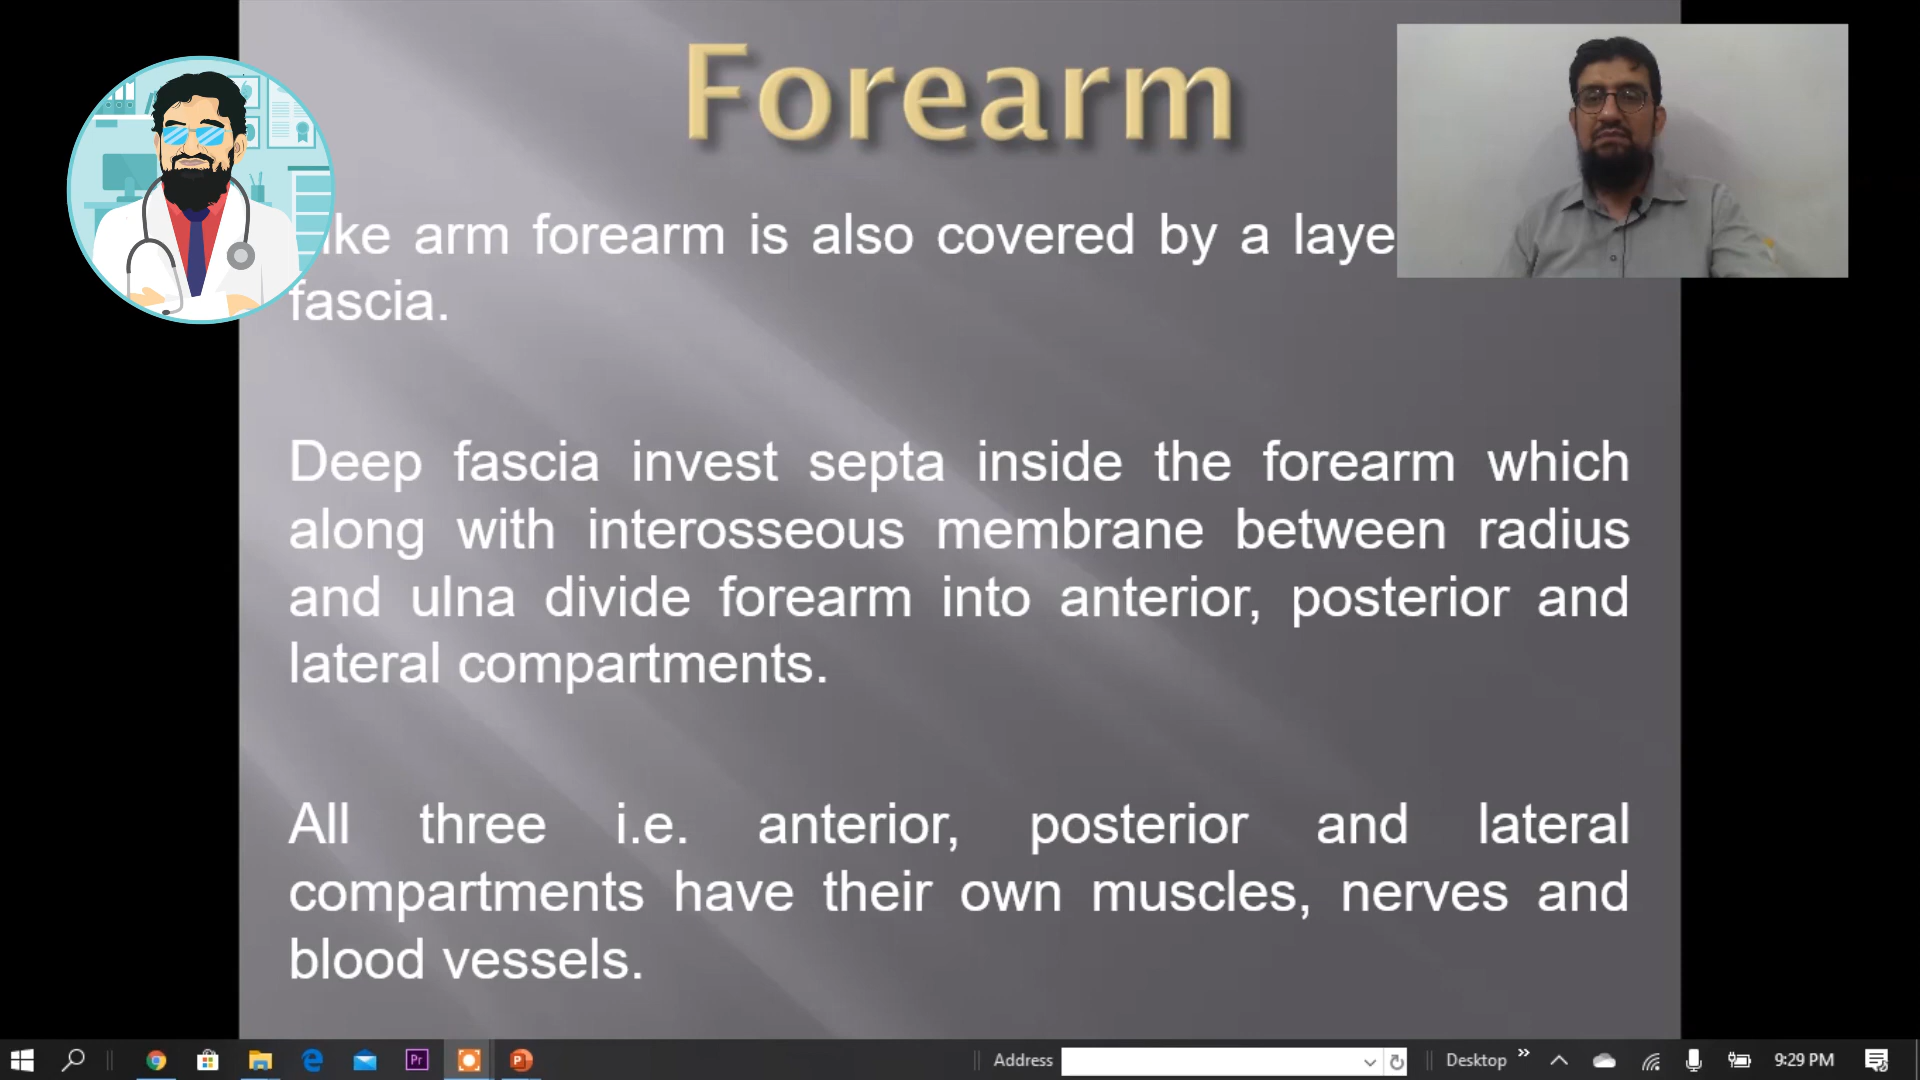 Forearm
ike arm forearm is also covered by a laye
fascia.
Deep fascia invest septa inside the forearm which
along with interosseous membrane between radius
and ulna divide forearm into anterior, posterior and
lateral compartments.
All three i.e. anterior, posterior and lateral
compartments have their own muscles, nerves and
blood vessels.
Pr
P
Address
Desktop
9:29 PM